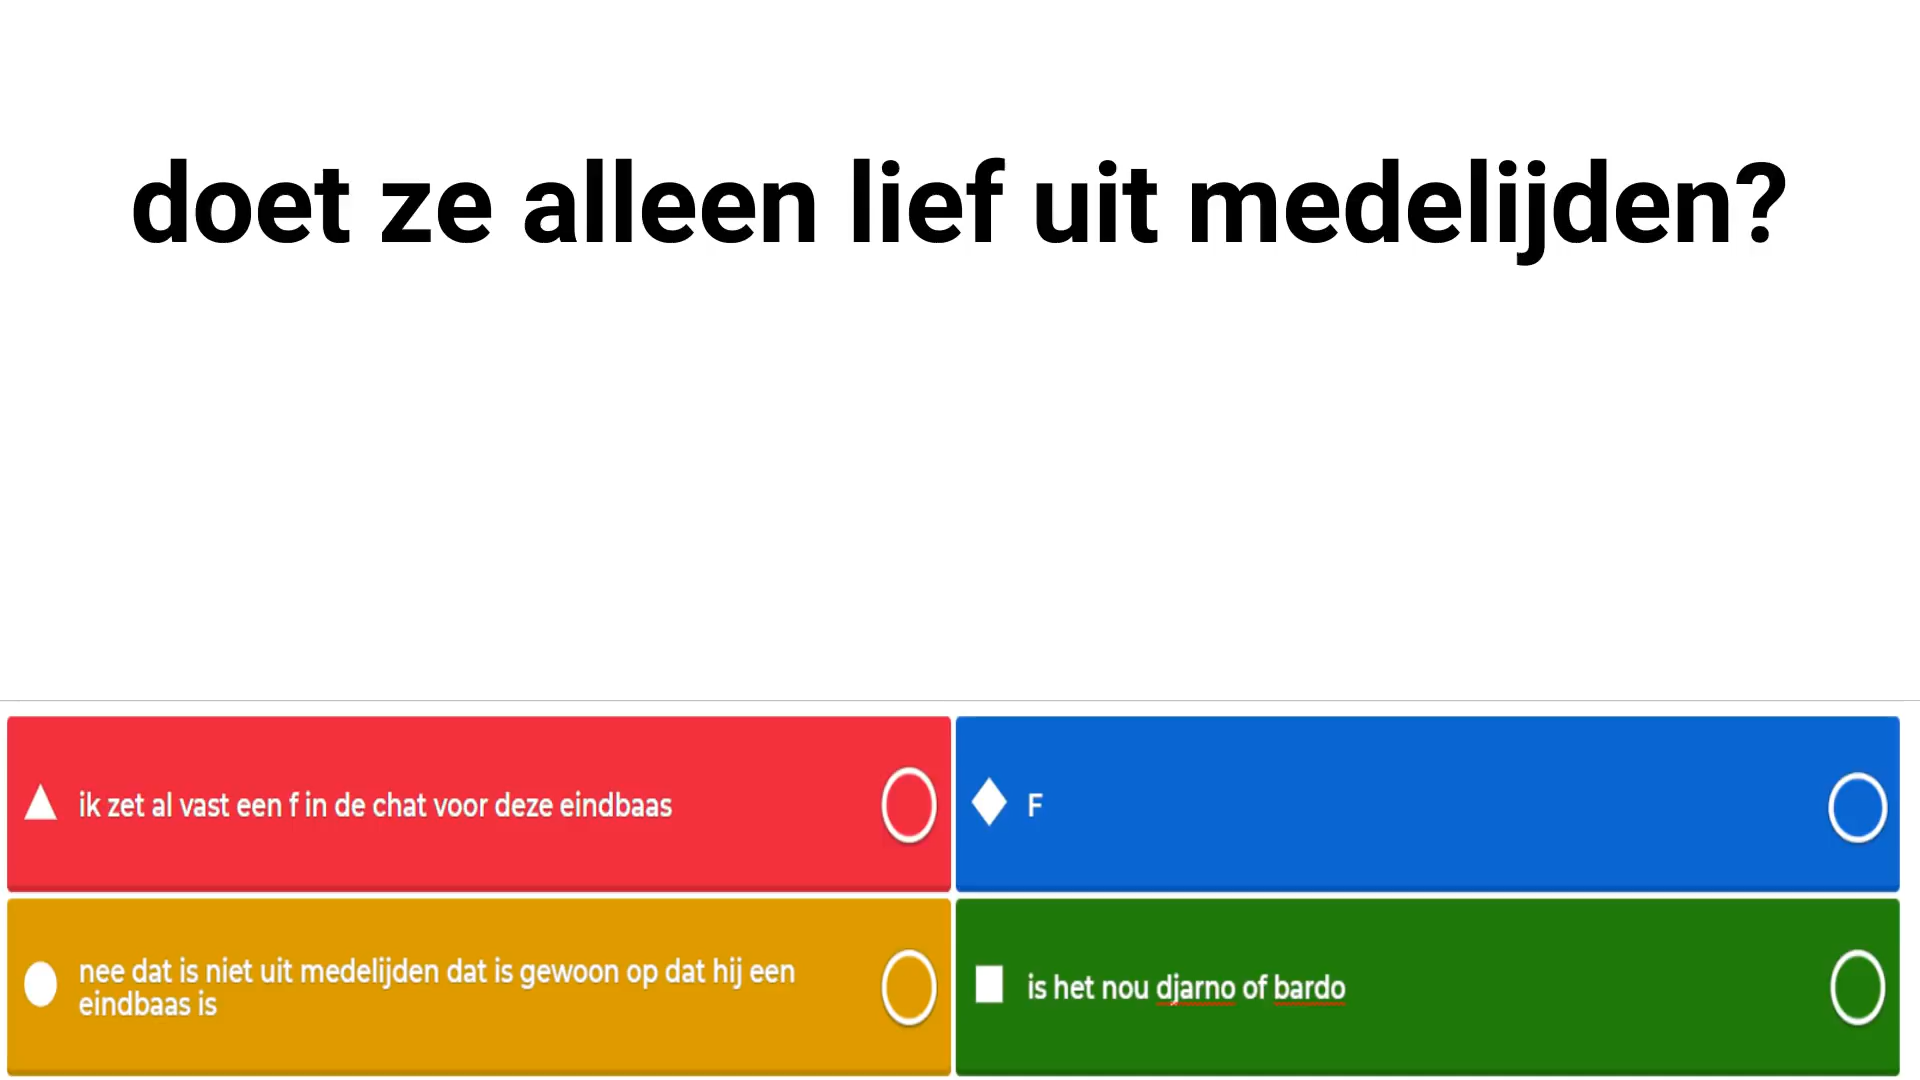 doet ze alleen lief uit medelijden?
ik zet al vast een f in de chat voor deze eindbaas
F
nee dat is niet uit medelijden dat is gewoon op dat hij een
eindbaas is
is het nou djarno of bardo